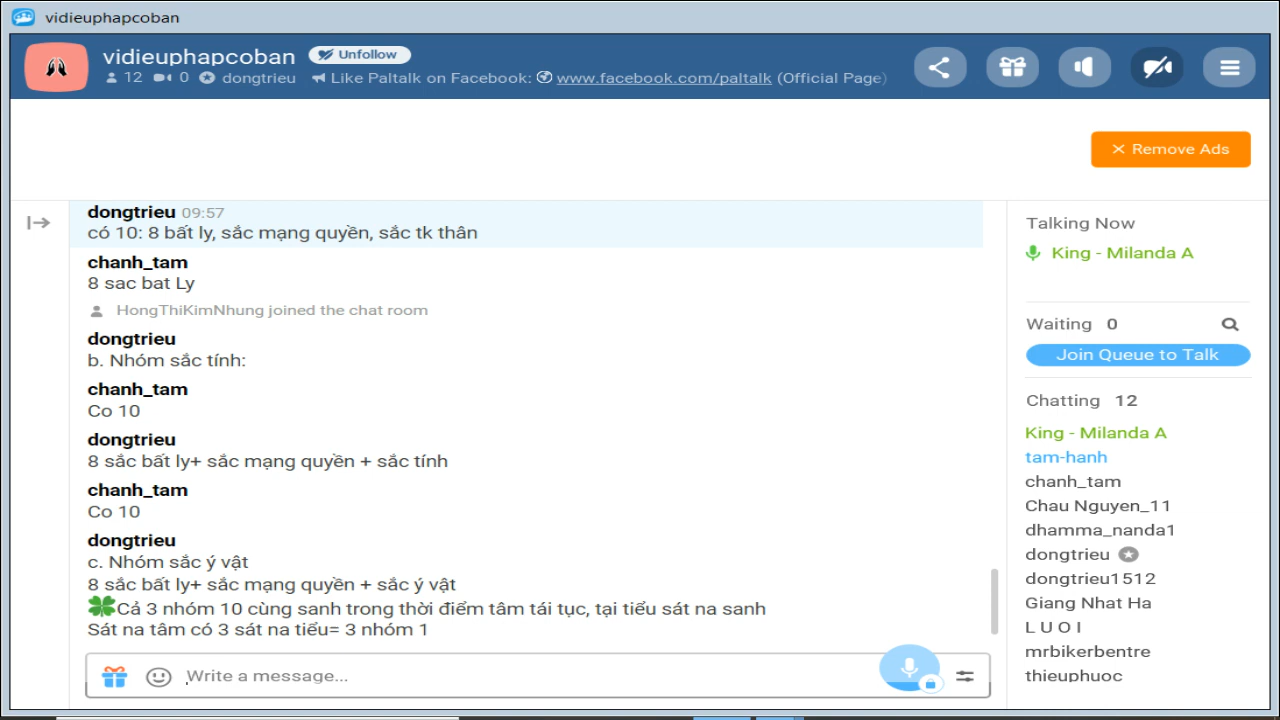 vidieuphapcoban
vidieuphapcoban
Unfollow
12 0 dongtrieu Like Paltalk on Facebook: www.facebook.com/paltalk (Official Page)
Remove Ads
dongtrieu 09:57
có 10: 8 bất ly, sắc mạng quyền, sắc tk thân
chanh_tam
8 sac bat Ly
HongThiKimNhung joined the chat room
dongtrieu
b. Nhóm sắc tính:
chanh_tam
Co 10
dongtrieu
8 sắc bất ly+ sắc mạng quyền + sắc tính
chanh_tam
Co 10
dongtrieu
c. Nhóm sắc ý vật
8 sắc bất ly+ sắc mạng quyền + sắc ý vật
🍀Cả 3 nhóm 10 cùng sanh trong thời điểm tâm tái tục, tại tiểu sát na sanh
Sát na tâm có 3 sát na tiểu= 3 nhóm 1
Write a message...
Talking Now
King - Milanda A
Waiting 0
Join Queue to Talk
Chatting 12
King - Milanda A
tam-hanh
chanh_tam
Chau Nguyen_11
dhamma_nanda1
dongtrieu
dongtrieu1512
Giang Nhat Ha
L U O I
mrbikerbentre
thieuphuoc